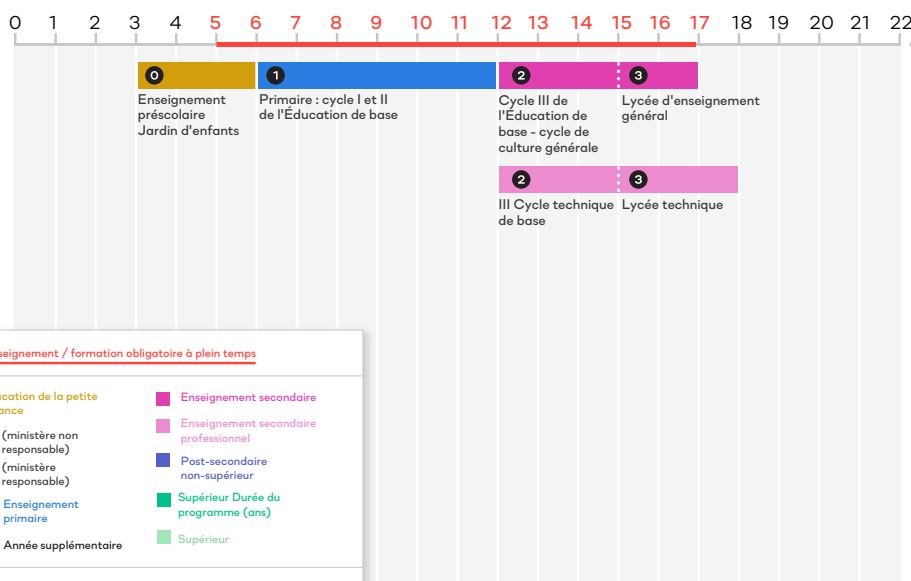 0 1 2 3 4 5 6 7 8 9 10 11 12 13 14 15 16 17 18 19 20 21 22
0 1 2 3
Enseignement
préscolaire
Jardin d'enfants
Primaire : cycle I et II
de l'Éducation de base
Cycle III de
l'Éducation de
base - cycle de
culture générale
Lycée d'enseignement
général
2 3
III Cycle technique
de base
Lycée technique
seignement / formation obligatoire à plein temps
cation de la petite
ance
(ministère non
responsable)
(ministère
responsable)
Enseignement
primaire
Année supplémentaire
Enseignement secondaire
Enseignement secondaire
professionnel
Post-secondaire
non-supérieur
Supérieur Durée du
programme (ans)
Supérieur